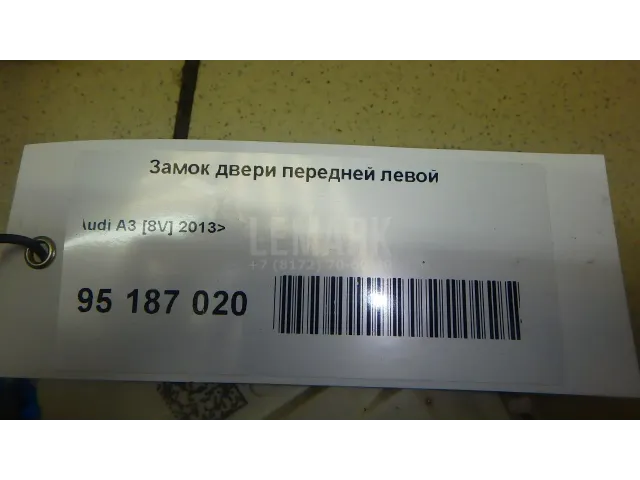 Замок двери передней левой
\udi A3 [8V] 2013>
LEMARK
95 187 020